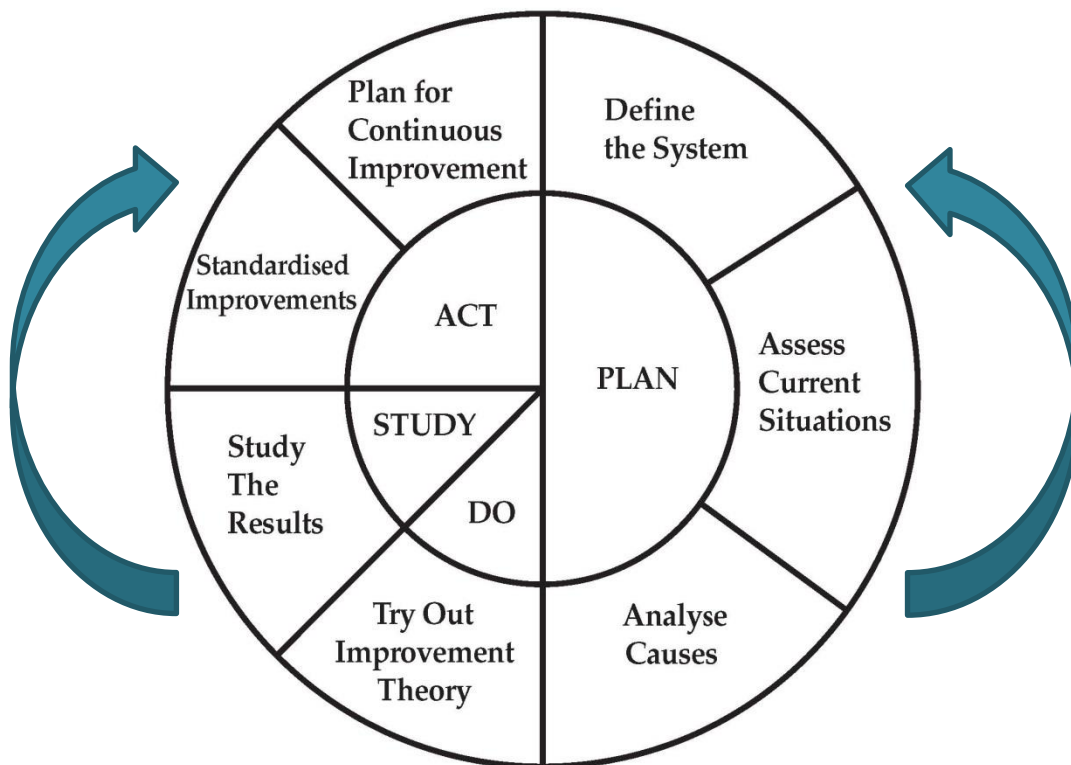 Plan for
Continuous
Improvement
Define
the System
Standardised
Improvements
ACT
PLAN
Assess
Current
Situations
STUDY
Study
The
Results
DO
Try Out
Improvement
Theory
Analyse
Causes